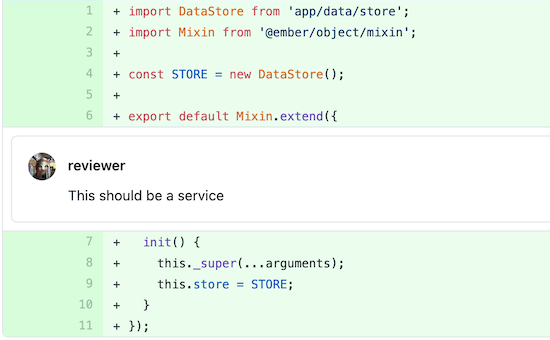 1 + import DataStore from 'app/data/store';
2 + import Mixin from '@ember/object/mixin';
3 +
4 + const STORE = new DataStore();
5 +
6 + export default Mixin.extend({
reviewer
This should be a service
7 + init() {
8 + this._super(...arguments);
9 + this.store = STORE;
10 + }
11 + });